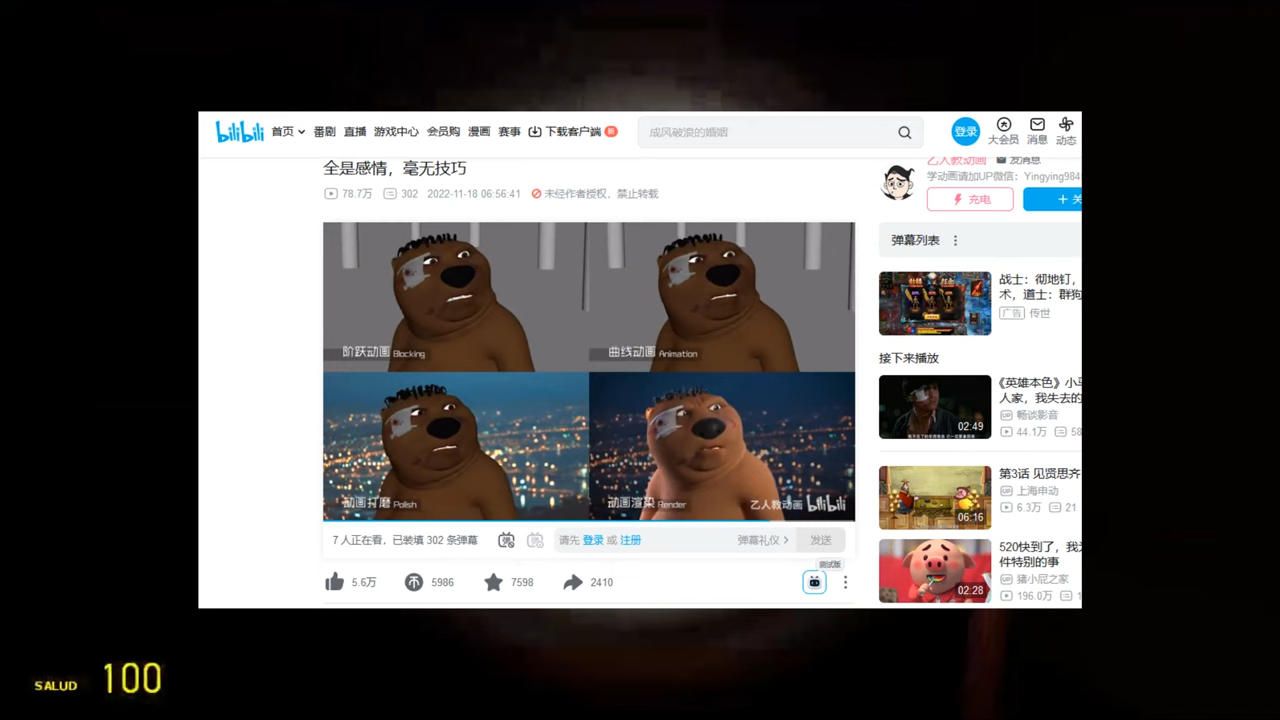 bilibili 首页 番剧 直播 游戏中心 会员购 漫画 赛事 下载客户端 新 成风破浪的婚姻 登录 大会员 消息 动态
全是感情，毫无技巧
78.7万 302 2022-11-18 06:56:41 未经作者授权，禁止转载
乙人教动画 发消息
学动画请加UP微信：Yingying984
充电 + 关
弹幕列表
阶跃动画 Blocking
曲线动画 Animation
动画打磨 Polish
动画渲染 Render
乙人教动画 bilibili
战士：彻地钉，
术，道士：群狗
广告 传世
接下来播放
《英雄本色》小马
人家，我失去的
UP 畅谈影音
44.1万 58
02:49
第3话 见贤思齐
UP 上海申动
6.3万 21
06:16
520快到了，我为
件特别的事
UP 猪小屁之家
196.0万 1
02:28
7 人正在看，已装填 302 条弹幕 请先 登录 或 注册 弹幕礼仪 发送
5.6万 5986 7598 2410 测试版
SALUD 100